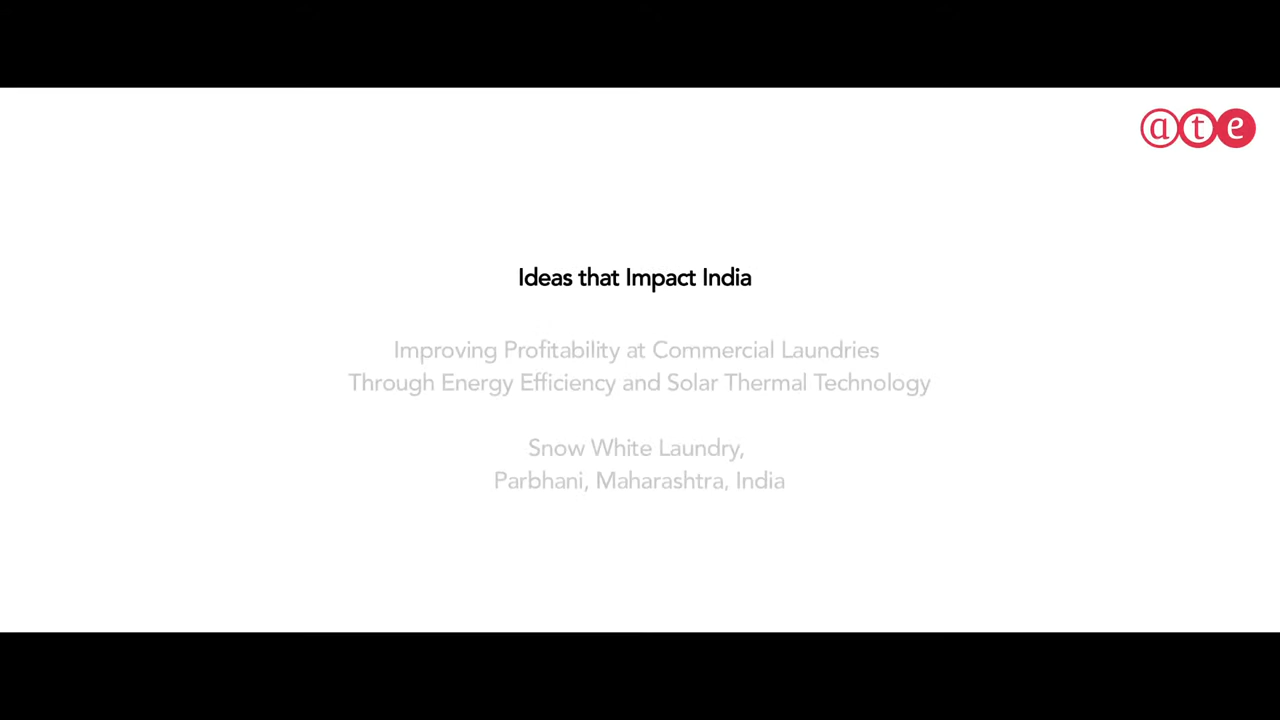 ate
Ideas that Impact India
Improving Profitability at Commercial Laundries
Through Energy Efficiency and Solar Thermal Technology
Snow White Laundry,
Parbhani, Maharashtra, India